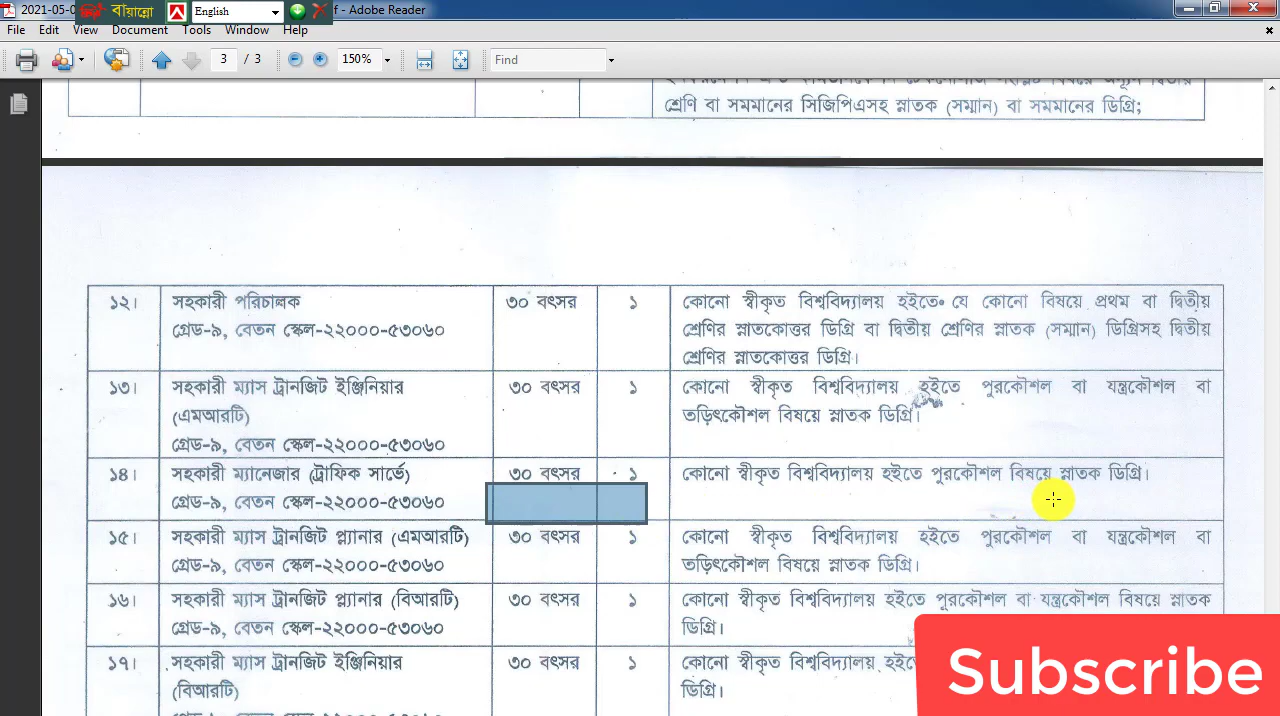 2021-05-0
বায়ান্নো
English
f - Adobe Reader
File Edit View Document Tools Window Help
3 / 3
150%
Find
শ্রেণি বা সমমানের সিজিপিএসহ স্নাতক (সম্মান) বা সমমানের ডিগ্রি;
১২। সহকারী পরিচালক ৩০ বৎসর ১ কোনো স্বীকৃত বিশ্ববিদ্যালয় হইতে যে কোনো বিষয়ে প্রথম বা দ্বিতীয়
গ্রেড-৯, বেতন স্কেল-২২০০০-৫৩০৬০ শ্রেণির স্নাতকোত্তর ডিগ্রি বা দ্বিতীয় শ্রেণির স্নাতক (সম্মান) ডিগ্রিসহ দ্বিতীয়
শ্রেণির স্নাতকোত্তর ডিগ্রি।
১৩। সহকারী ম্যাস ট্রানজিট ইঞ্জিনিয়ার ৩০ বৎসর ১ কোনো স্বীকৃত বিশ্ববিদ্যালয় হইতে পুরকৌশল বা যন্ত্রকৌশল বা
(এমআরটি) তড়িৎকৌশল বিষয়ে স্নাতক ডিগ্রি।
গ্রেড-৯, বেতন স্কেল-২২০০০-৫৩০৬০
১৪। সহকারী ম্যানেজার (ট্রাফিক সার্ভে) ৩০ বৎসর ১ কোনো স্বীকৃত বিশ্ববিদ্যালয় হইতে পুরকৌশল বিষয়ে স্নাতক ডিগ্রি।
গ্রেড-৯, বেতন স্কেল-২২০০০-৫৩০৬০
১৫। সহকারী ম্যাস ট্রানজিট প্ল্যানার (এমআরটি) ৩০ বৎসর ১ কোনো স্বীকৃত বিশ্ববিদ্যালয় হইতে পুরকৌশল বা যন্ত্রকৌশল বা
গ্রেড-৯, বেতন স্কেল-২২০০০-৫৩০৬০ তড়িৎকৌশল বিষয়ে স্নাতক ডিগ্রি।
১৬। সহকারী ম্যাস ট্রানজিট প্ল্যানার (বিআরটি) ৩০ বৎসর ১ কোনো স্বীকৃত বিশ্ববিদ্যালয় হইতে পুরকৌশল বা যন্ত্রকৌশল বিষয়ে স্নাতক
গ্রেড-৯, বেতন স্কেল-২২০০০-৫৩০৬০ ডিগ্রি।
১৭। সহকারী ম্যাস ট্রানজিট ইঞ্জিনিয়ার ৩০ বৎসর ১ কোনো স্বীকৃত বিশ্ববিদ্যালয় হইতে
(বিআরটি) ডিগ্রি।
Subscribe